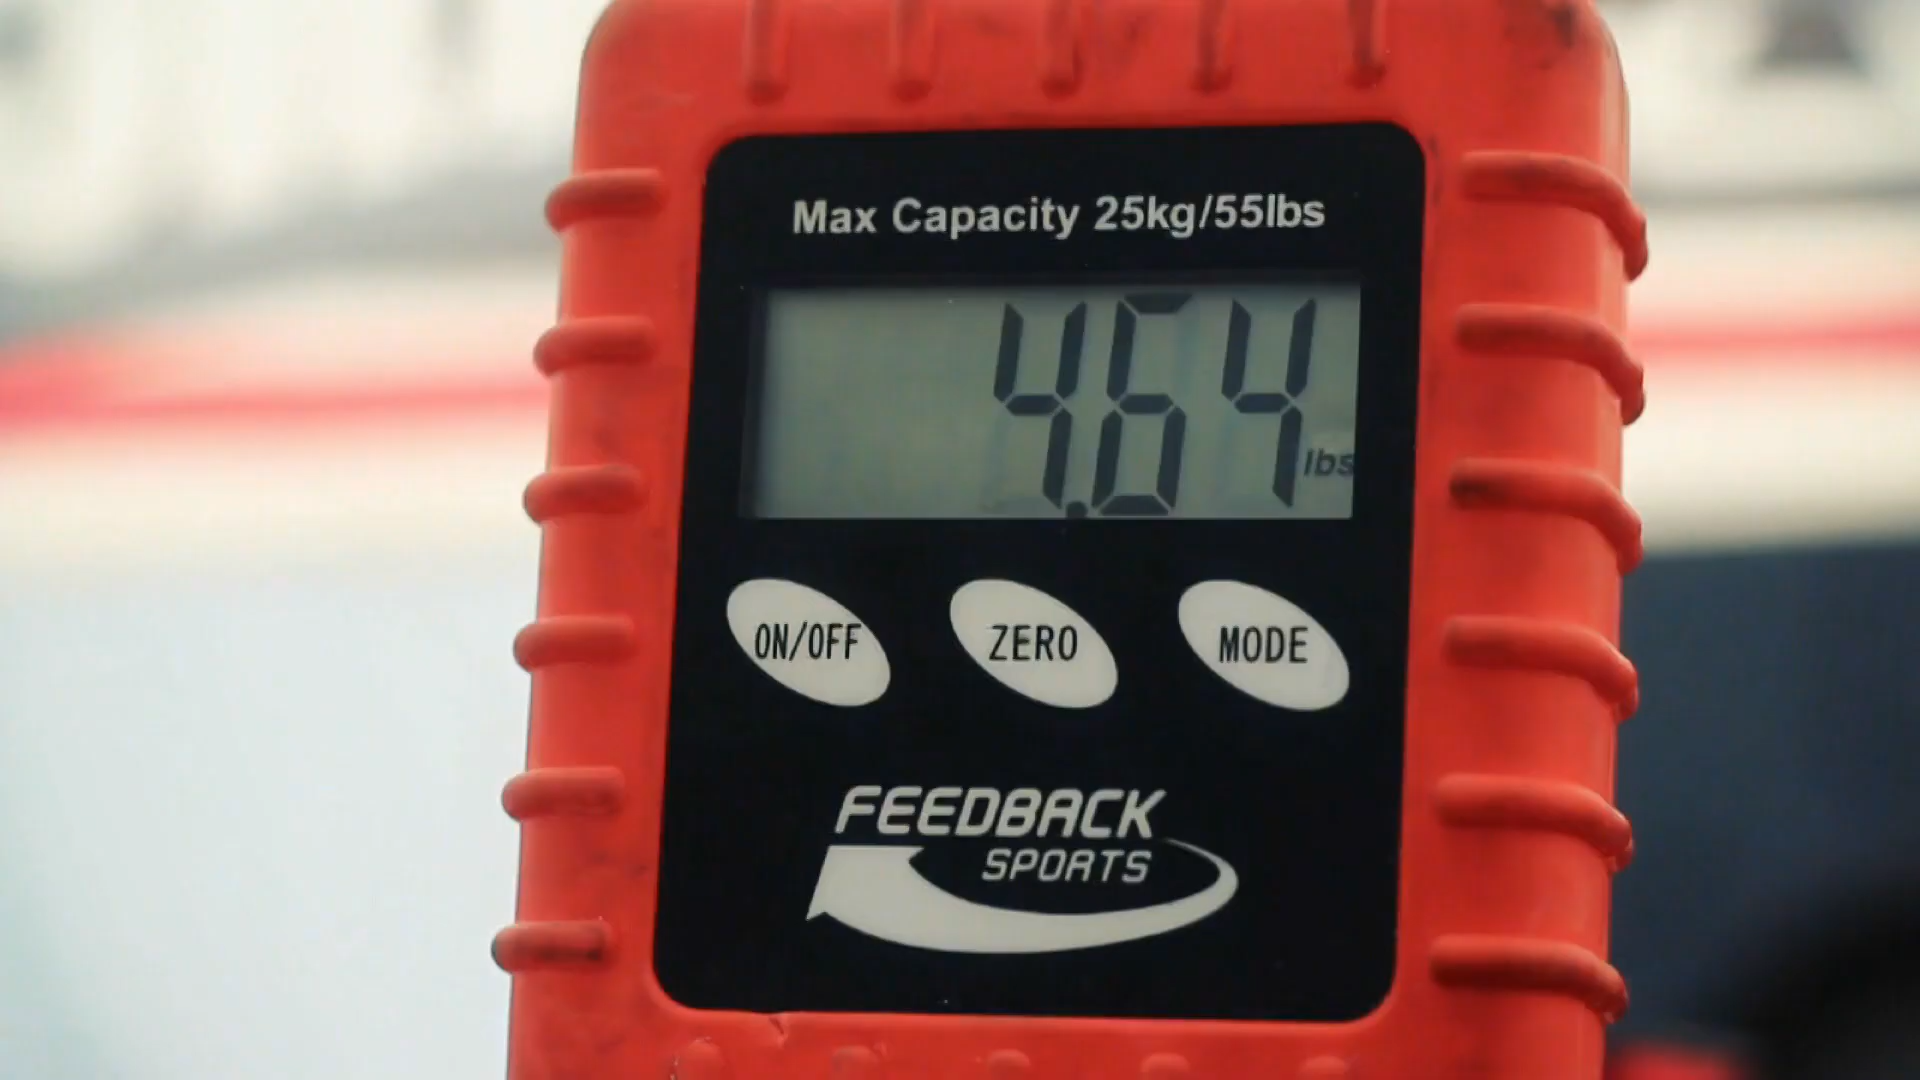 Max Capacity 25kg/55lbs
4.64 lbs
ON/OFF ZERO MODE
FEEDBACK
SPORTS